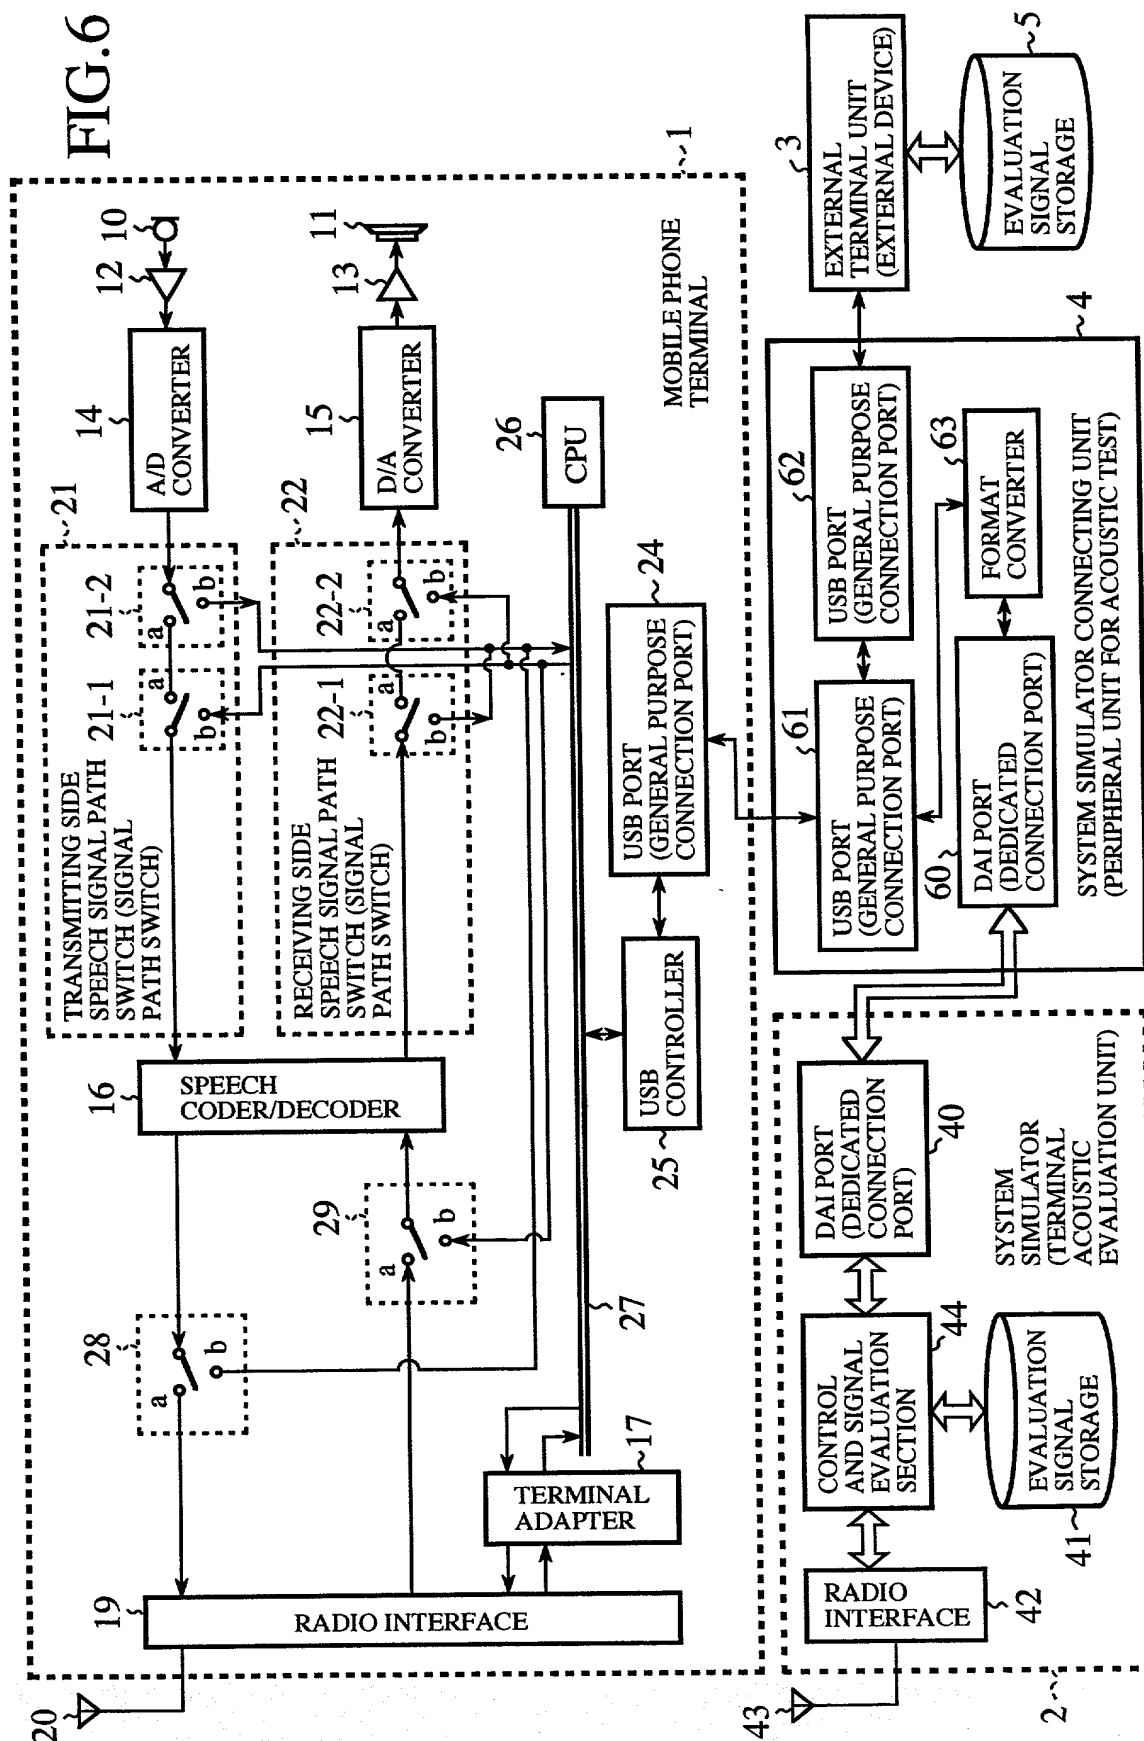 FIG.6
20
19
RADIO INTERFACE
28
a
b
29
a
b
16
SPEECH
CODER/DECODER
TRANSMITTING SIDE
SPEECH SIGNAL PATH
SWITCH (SIGNAL
PATH SWITCH)
21
21-1
a
b
21-2
a
b
RECEIVING SIDE
SPEECH SIGNAL PATH
SWITCH (SIGNAL
PATH SWITCH)
22
22-1
a
b
22-2
a
b
14
A/D
CONVERTER
12
10
15
D/A
CONVERTER
13
11
17
TERMINAL
ADAPTER
27
26
CPU
25
USB
CONTROLLER
24
USB PORT
(GENERAL PURPOSE
CONNECTION PORT)
MOBILE PHONE
TERMINAL
1
43
42
RADIO
INTERFACE
44
CONTROL
AND SIGNAL
EVALUATION
SECTION
41
EVALUATION
SIGNAL
STORAGE
40
DAI PORT
(DEDICATED
CONNECTION
PORT)
SYSTEM
SIMULATOR
(TERMINAL
ACOUSTIC
EVALUATION UNIT)
2
61
USB PORT
(GENERAL PURPOSE
CONNECTION PORT)
62
USB PORT
(GENERAL PURPOSE
CONNECTION PORT)
60
DAI PORT
(DEDICATED
CONNECTION PORT)
63
FORMAT
CONVERTER
SYSTEM SIMULATOR CONNECTING UNIT
(PERIPHERAL UNIT FOR ACOUSTIC TEST)
4
3
EXTERNAL
TERMINAL UNIT
(EXTERNAL DEVICE)
5
EVALUATION
SIGNAL
STORAGE